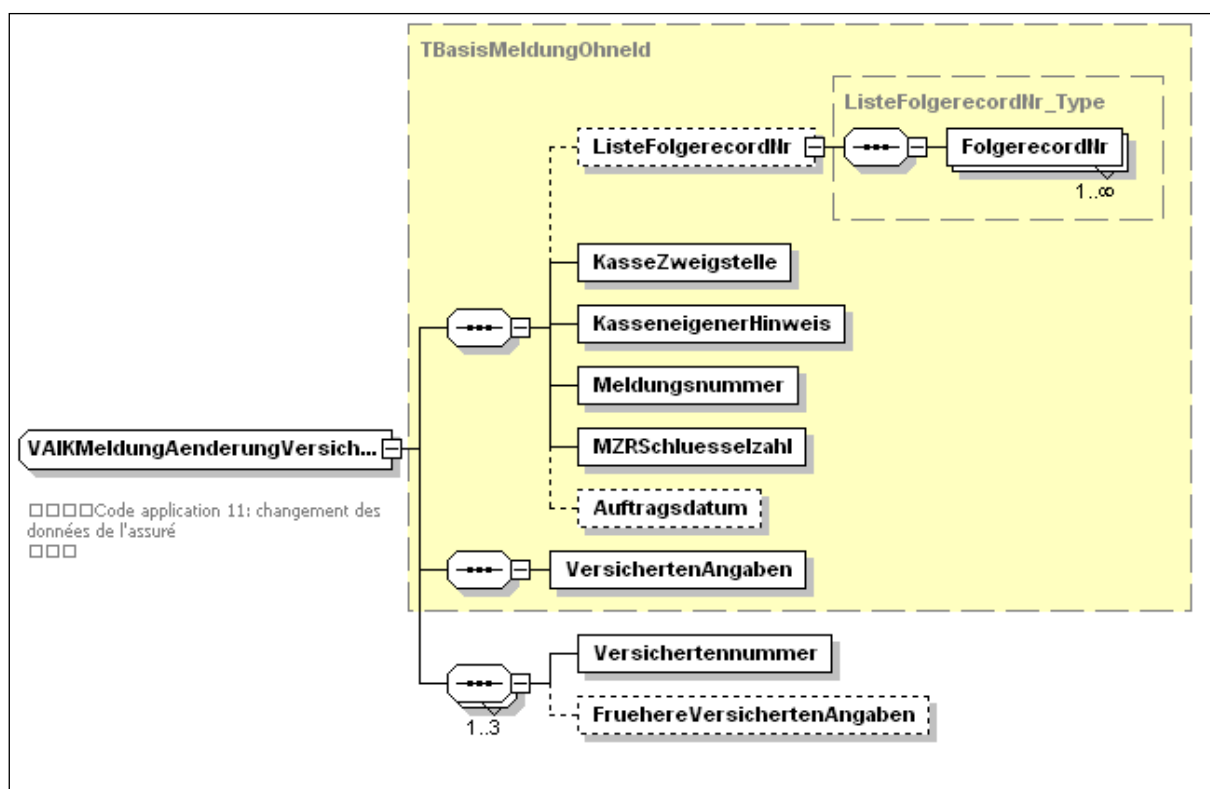 TBasisMeldungOhneId
ListeFolgerecordNr_Type
ListeFolgerecordNr
FolgerecordNr
1..∞
KasseZweigstelle
KasseneigenerHinweis
Meldungsnummer
VAIKMeldungAenderungVersich...
MZRSchluesselzahl
□□□□Code application 11: changement des
données de l'assuré
□□□
Auftragsdatum
VersichertenAngaben
Versichertennummer
FruehereVersichertenAngaben
1..3